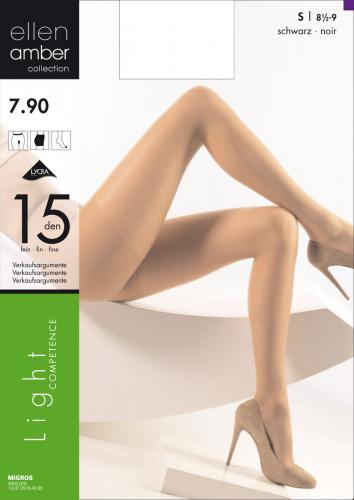 ellen
amber
collection
S | 8½-9
schwarz · noir
7.90
LYCRA
15
den
fein · fin · fine
Verkaufsargumente
Verkaufsargumente
Verkaufsargumente
Light
COMPETENCE
MIGROS